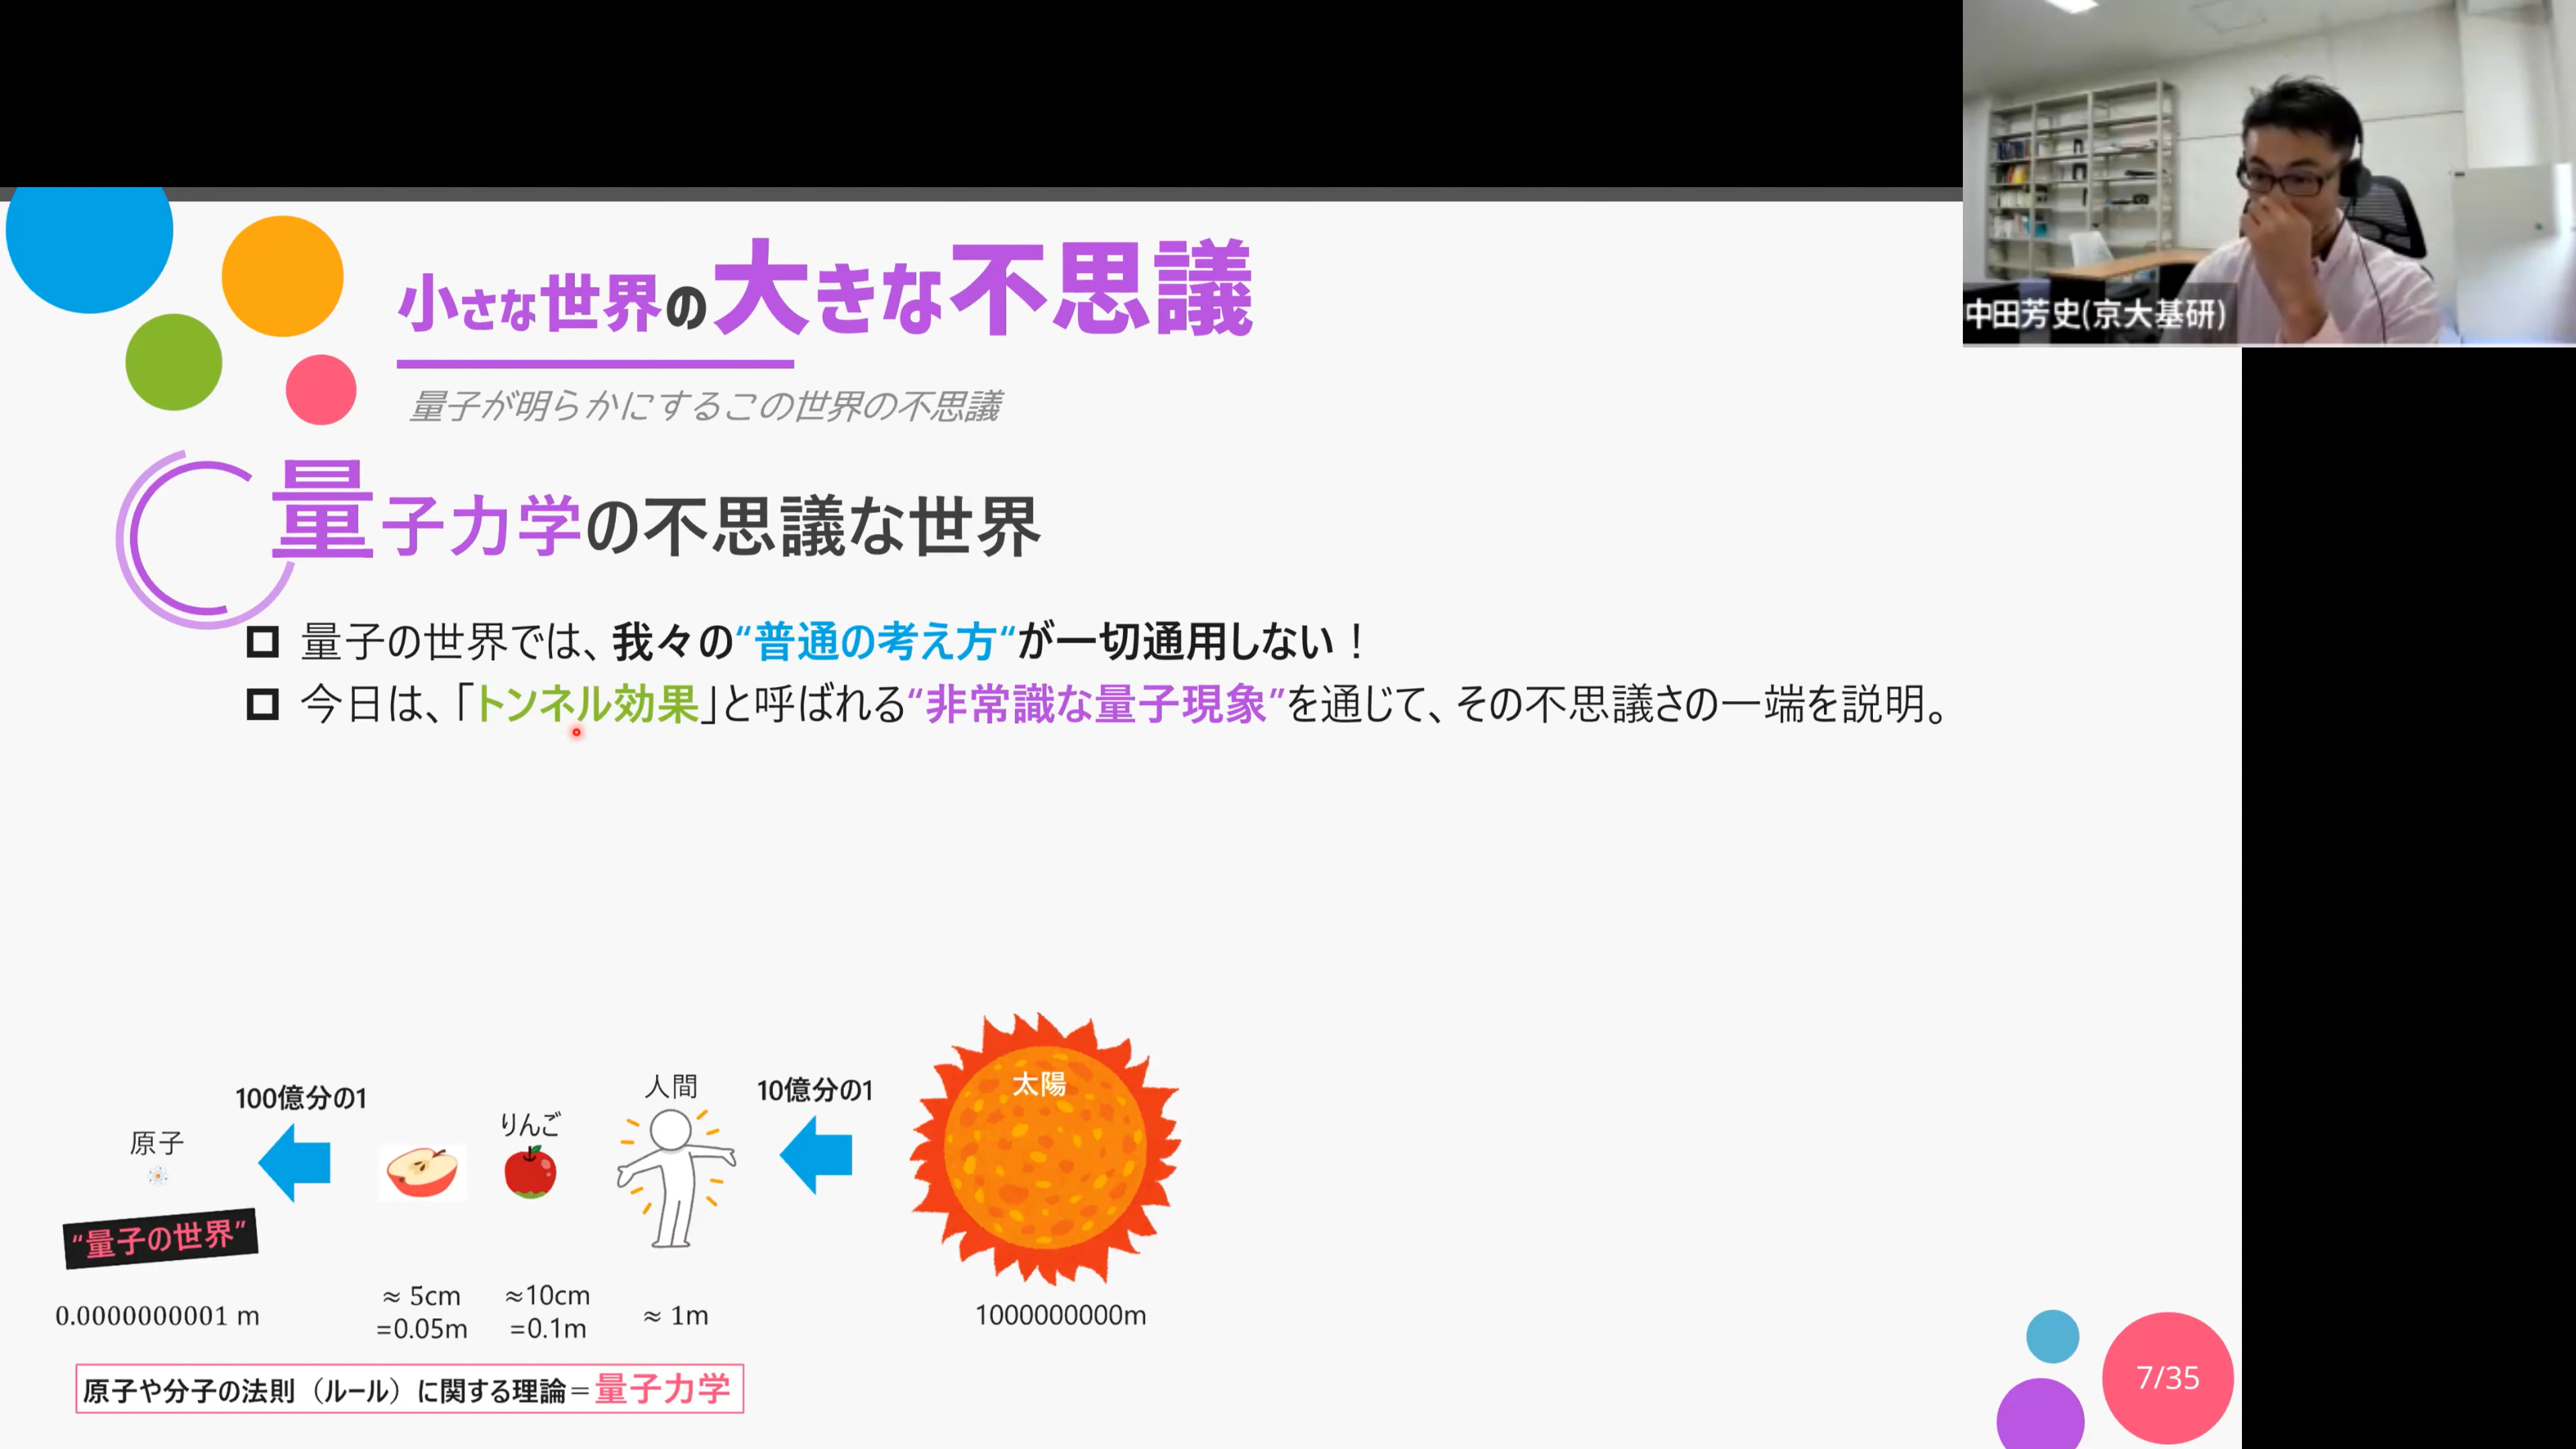 中田芳史(京大基研)
小さな世界の大きな不思議
量子が明らかにするこの世界の不思議
量子力学の不思議な世界
量子の世界では、我々の“普通の考え方“が一切通用しない！
今日は、「トンネル効果」と呼ばれる“非常識な量子現象”を通じて、その不思議さの一端を説明。
100億分の1
人間
10億分の1
太陽
りんご
原子
“量子の世界”
0.0000000001 m
≈ 5cm
=0.05m
≈10cm
=0.1m
≈ 1m
1000000000m
原子や分子の法則（ルール）に関する理論＝量子力学
7/35